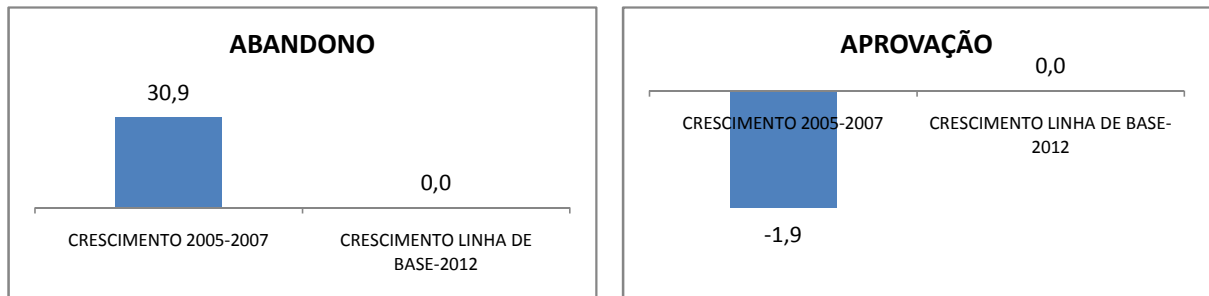 ABANDONO
30,9
0,0
CRESCIMENTO 2005-2007
CRESCIMENTO LINHA DE
BASE-2012
APROVAÇÃO
0,0
CRESCIMENTO 2005-2007
CRESCIMENTO LINHA DE BASE-
2012
-1,9